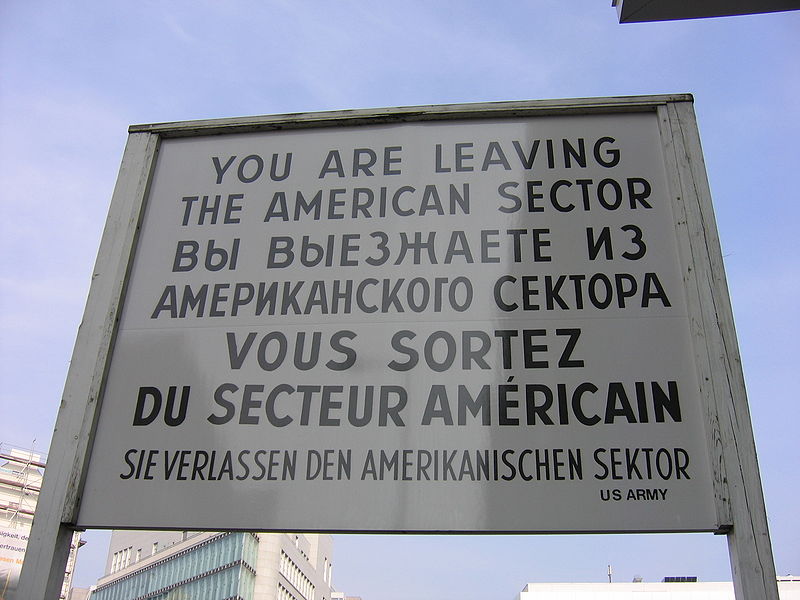 YOU ARE LEAVING
THE AMERICAN SECTOR
ВЫ ВЫЕЗЖАЕТЕ ИЗ
АМЕРИКАНСКОГО СЕКТОРА
VOUS SORTEZ
DU SECTEUR AMÉRICAIN
SIE VERLASSEN DEN AMERIKANISCHEN SEKTOR
US ARMY